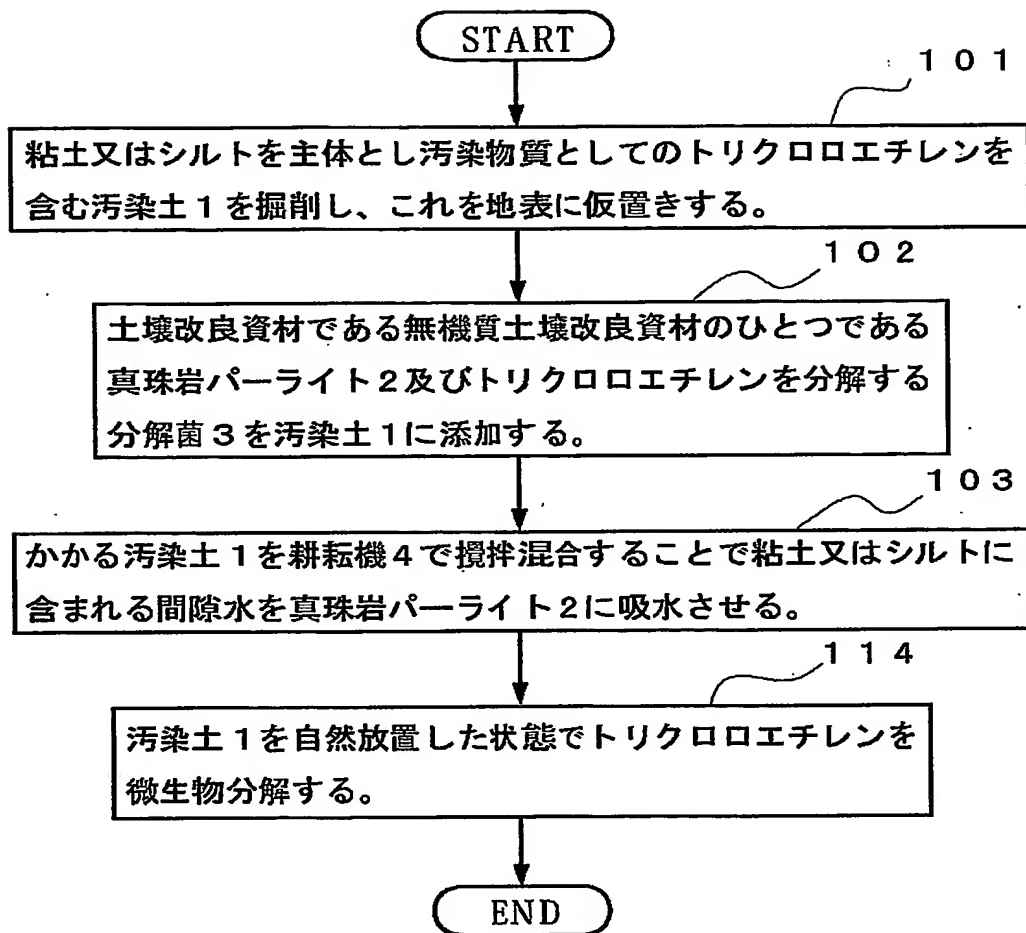 START
101
粘土又はシルトを主体とし汚染物質としてのトリクロロエチレンを
含む汚染土1を掘削し、これを地表に仮置きする。
102
土壌改良資材である無機質土壌改良資材のひとつである
真珠岩パーライト2及びトリクロロエチレンを分解する
分解菌3を汚染土1に添加する。
103
かかる汚染土1を耕耘機4で攪拌混合することで粘土又はシルトに
含まれる間隙水を真珠岩パーライト2に吸水させる。
114
汚染土1を自然放置した状態でトリクロロエチレンを
微生物分解する。
END